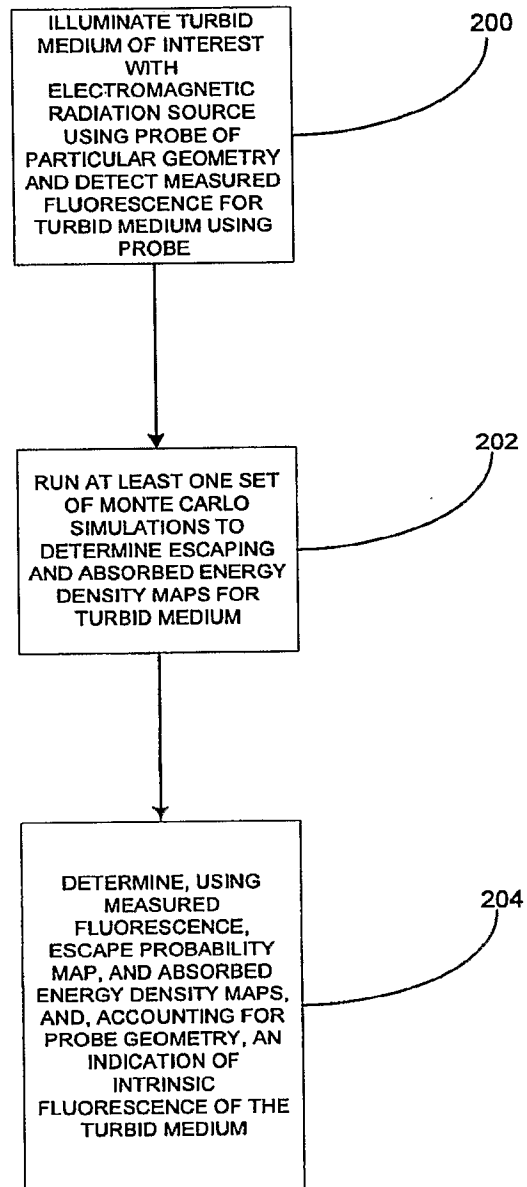 ILLUMINATE TURBID
MEDIUM OF INTEREST
WITH
ELECTROMAGNETIC
RADIATION SOURCE
USING PROBE OF
PARTICULAR GEOMETRY
AND DETECT MEASURED
FLUORESCENCE FOR
TURBID MEDIUM USING
PROBE
200
RUN AT LEAST ONE SET
OF MONTE CARLO
SIMULATIONS TO
DETERMINE ESCAPING
AND ABSORBED ENERGY
DENSITY MAPS FOR
TURBID MEDIUM
202
DETERMINE, USING
MEASURED
FLUORESCENCE,
ESCAPE PROBABILITY
MAP, AND ABSORBED
ENERGY DENSITY MAPS,
AND, ACCOUNTING FOR
PROBE GEOMETRY, AN
INDICATION OF
INTRINSIC
FLUORESCENCE OF THE
TURBID MEDIUM
204